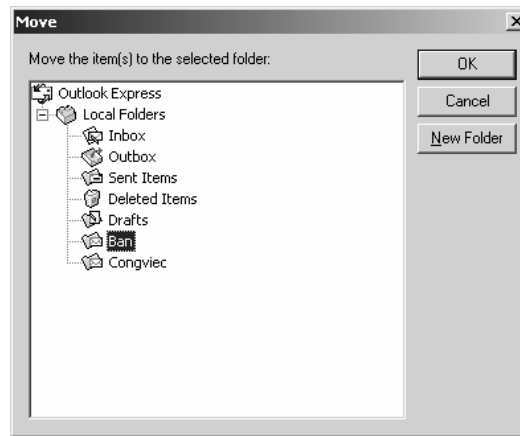 Move
Move the item(s) to the selected folder:
OK
Cancel
New Folder
Outlook Express
Local Folders
Inbox
Outbox
Sent Items
Deleted Items
Drafts
Ban
Congviec